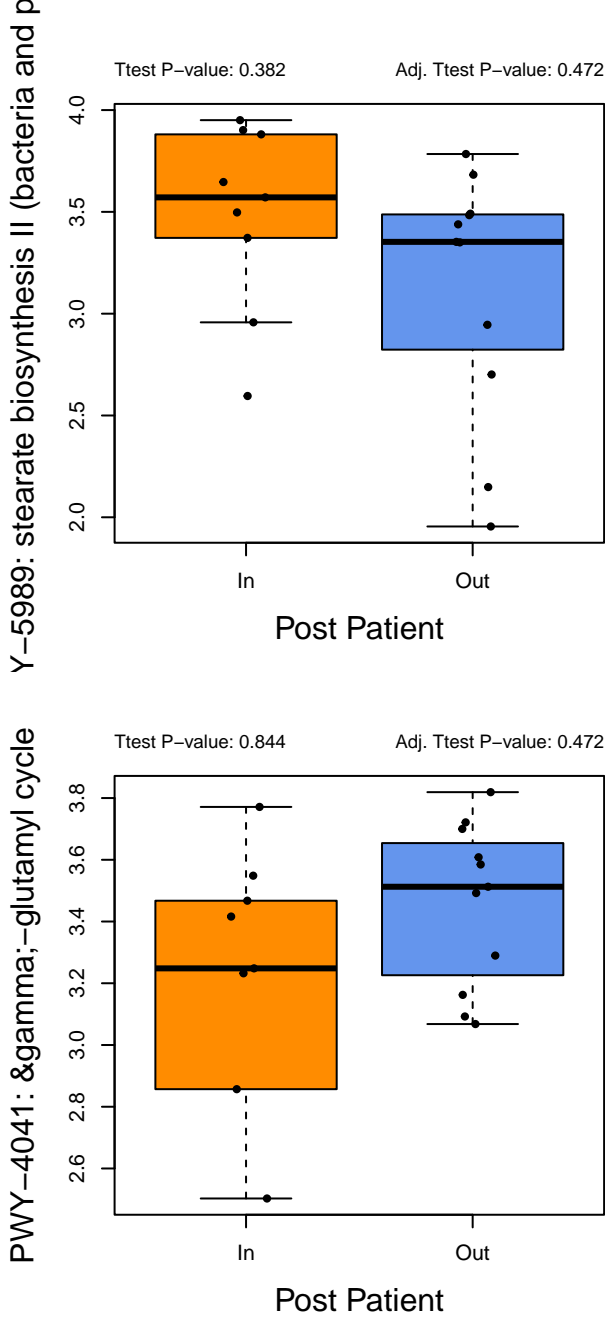 Ttest P−value: 0.382 Adj. Ttest P−value: 0.472
Y−5989: stearate biosynthesis III (bacteria and p
4.0
3.5
3.0
2.5
2.0
In Out
Post Patient
Ttest P−value: 0.844 Adj. Ttest P−value: 0.472
PWY−4041: &gamma;−glutamyl cycle
3.8
3.6
3.4
3.2
3.0
2.8
2.6
In Out
Post Patient